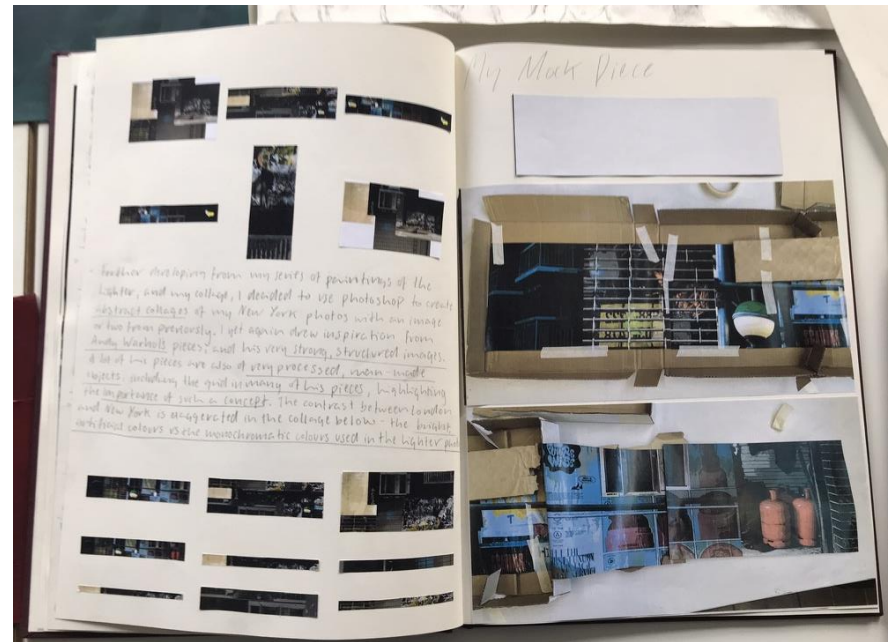 My Mock Piece
- Further developing from my series of paintings of the
lighter, and my collage, I decided to use photoshop to create
abstract collages of my New York photos with an image
or two from previously. I yet again drew inspiration from
Andy Warhols pieces, and his very strong, structured images.
A lot of his pieces are also of very processed, man-made
objects. including the grid in many of his pieces, highlighting
the importance of such a concept. The contrast between London
and New York is exaggerated in the collage below - the bright,
artificial colours vs the monochromatic colours used in the lighter
T
T